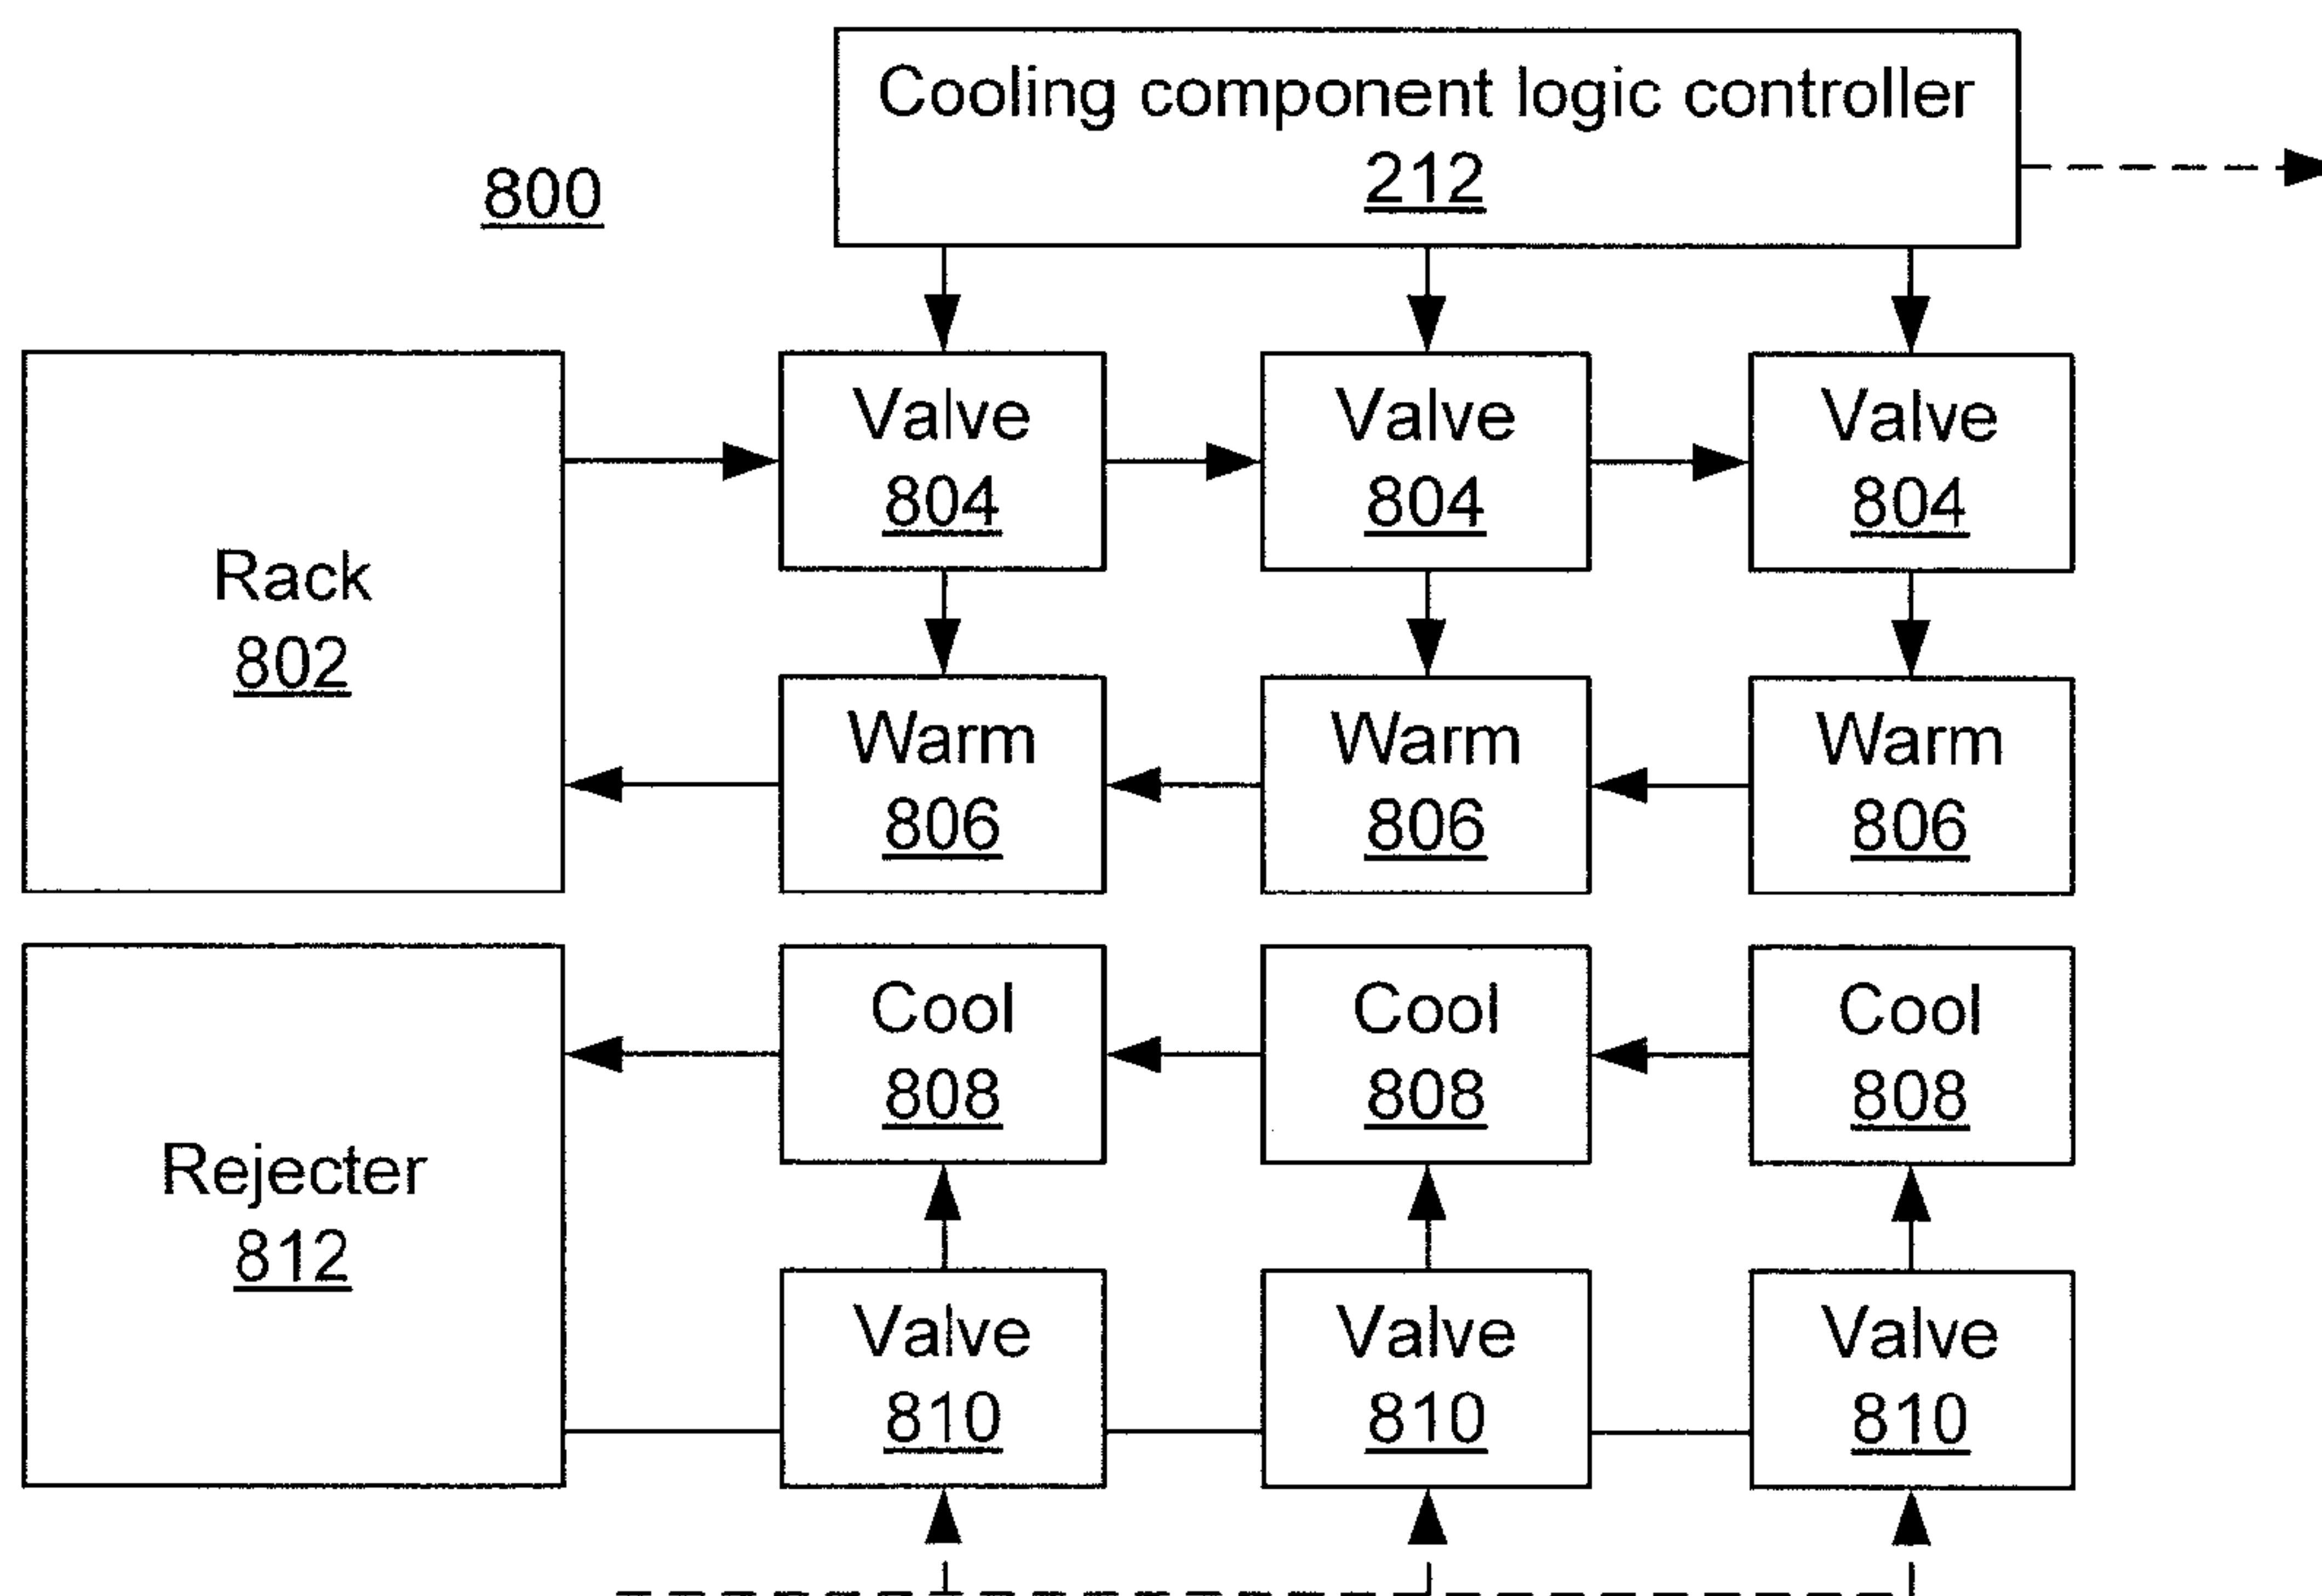 Cooling component logic controller
212
800
Rack
802
Valve
804
Valve
804
Valve
804
Warm
806
Warm
806
Warm
806
Rejecter
812
Cool
808
Cool
808
Cool
808
Valve
810
Valve
810
Valve
810